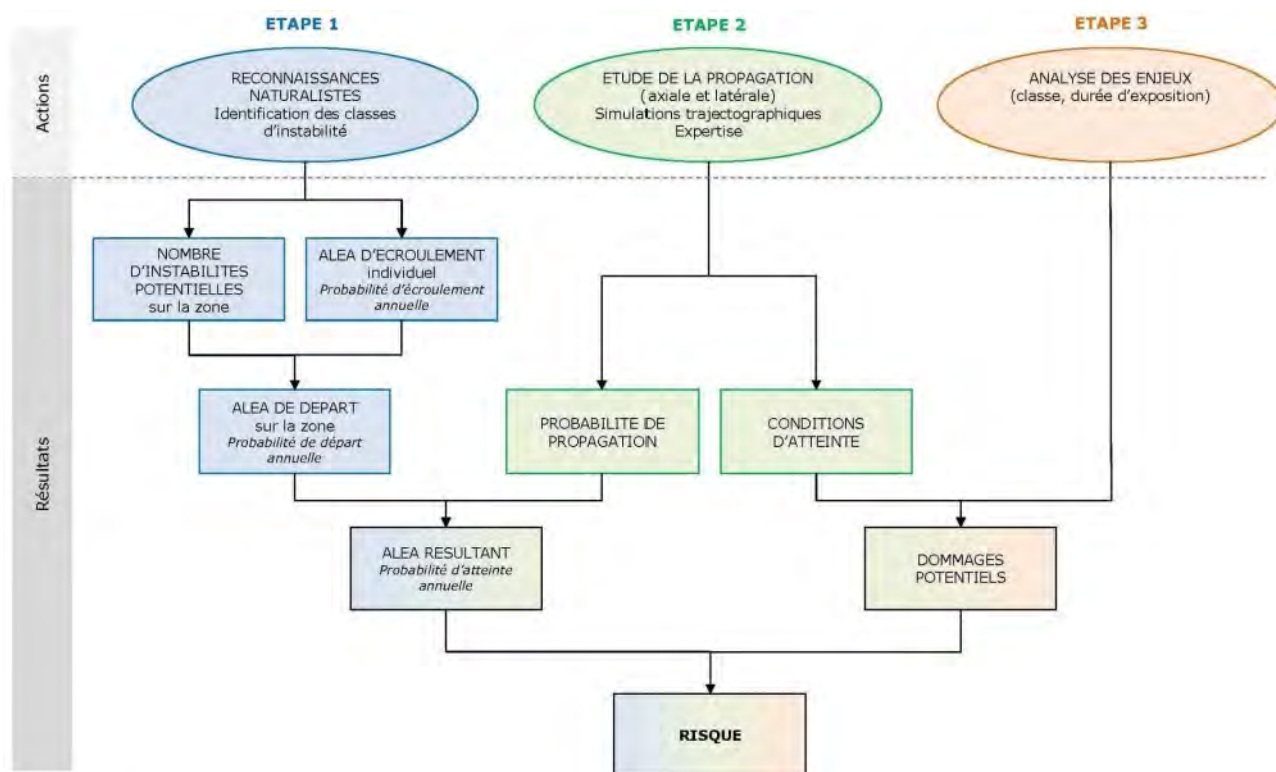 ETAPE 1
ETAPE 2
ETAPE 3
Actions
RECONNAISSANCES
NATURALISTES
Identification des classes
d'instabilité
ETUDE DE LA PROPAGATION
(axiale et latérale)
Simulations trajectographiques
Expertise
ANALYSE DES ENJEUX
(classe, durée d'exposition)
Résultats
NOMBRE
D'INSTABILITES
POTENTIELLES
sur la zone
ALEA D'ECROULEMENT
individuel
Probabilité d'écroulement
annuelle
ALEA DE DEPART
sur la zone
Probabilité de départ
annuelle
PROBABILITE DE
PROPAGATION
CONDITIONS
D'ATTEINTE
ALEA RESULTANT
Probabilité d'atteinte
annuelle
DOMMAGES
POTENTIELS
RISQUE